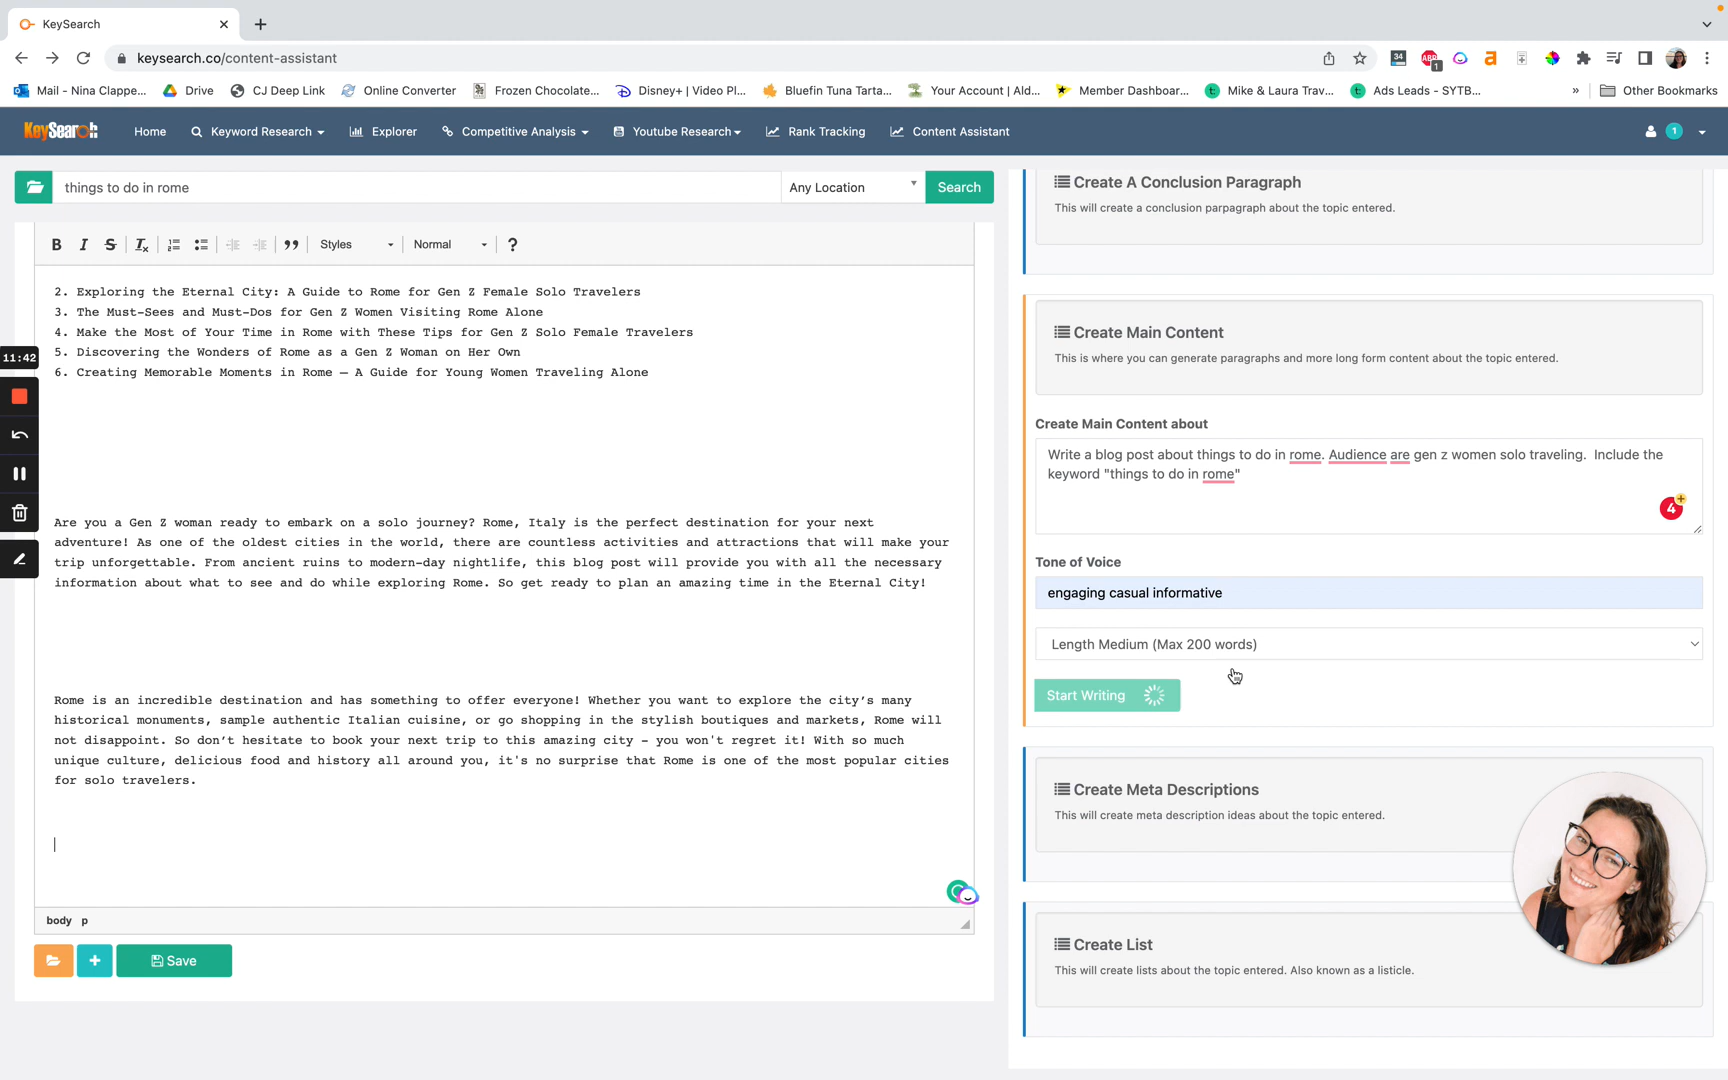 KeySearch
keysearch.co/content-assistant
34
ABP
1
Mail - Nina Clappe...
Drive
CJ Deep Link
Online Converter
Frozen Chocolate...
Disney+ | Video Pl...
Bluefin Tuna Tarta...
Your Account | Ald...
Member Dashboar...
Mike & Laura Trav...
Ads Leads - SYTB...
»
Other Bookmarks
KeySearch
Home
Keyword Research
Explorer
Competitive Analysis
Youtube Research
Rank Tracking
Content Assistant
1
things to do in rome
Any Location
Search
B I S Tx
Styles
Normal
?
2. Exploring the Eternal City: A Guide to Rome for Gen Z Female Solo Travelers
3. The Must-Sees and Must-Dos for Gen Z Women Visiting Rome Alone
4. Make the Most of Your Time in Rome with These Tips for Gen Z Solo Female Travelers
5. Discovering the Wonders of Rome as a Gen Z Woman on Her Own
6. Creating Memorable Moments in Rome – A Guide for Young Women Traveling Alone
11:42
Are you a Gen Z woman ready to embark on a solo journey? Rome, Italy is the perfect destination for your next
adventure! As one of the oldest cities in the world, there are countless activities and attractions that will make your
trip unforgettable. From ancient ruins to modern-day nightlife, this blog post will provide you with all the necessary
information about what to see and do while exploring Rome. So get ready to plan an amazing time in the Eternal City!
Rome is an incredible destination and has something to offer everyone! Whether you want to explore the city’s many
historical monuments, sample authentic Italian cuisine, or go shopping in the stylish boutiques and markets, Rome will
not disappoint. So don’t hesitate to book your next trip to this amazing city - you won't regret it! With so much
unique culture, delicious food and history all around you, it's no surprise that Rome is one of the most popular cities
for solo travelers.
body p
Save
Create A Conclusion Paragraph
This will create a conclusion parpagraph about the topic entered.
Create Main Content
This is where you can generate paragraphs and more long form content about the topic entered.
Create Main Content about
Write a blog post about things to do in rome. Audience are gen z women solo traveling. Include the
keyword "things to do in rome"
4
Tone of Voice
engaging casual informative
Length Medium (Max 200 words)
Start Writing
Create Meta Descriptions
This will create meta description ideas about the topic entered.
Create List
This will create lists about the topic entered. Also known as a listicle.